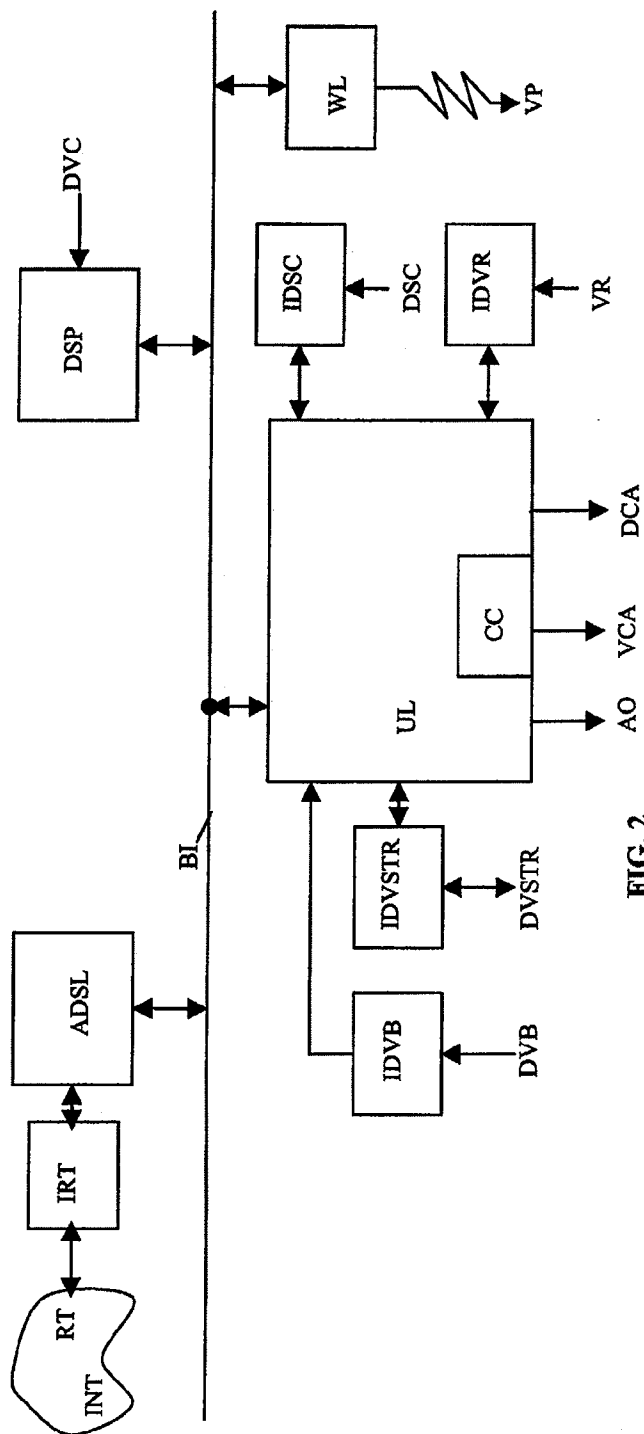 INT
RT
IRT
ADSL
DSP
DVC
BI
WL
VP
IDVB
DVB
IDVSTR
DVSTR
UL
CC
AO
VCA
DCA
IDSC
DSC
IDVR
VR
FIG. 2